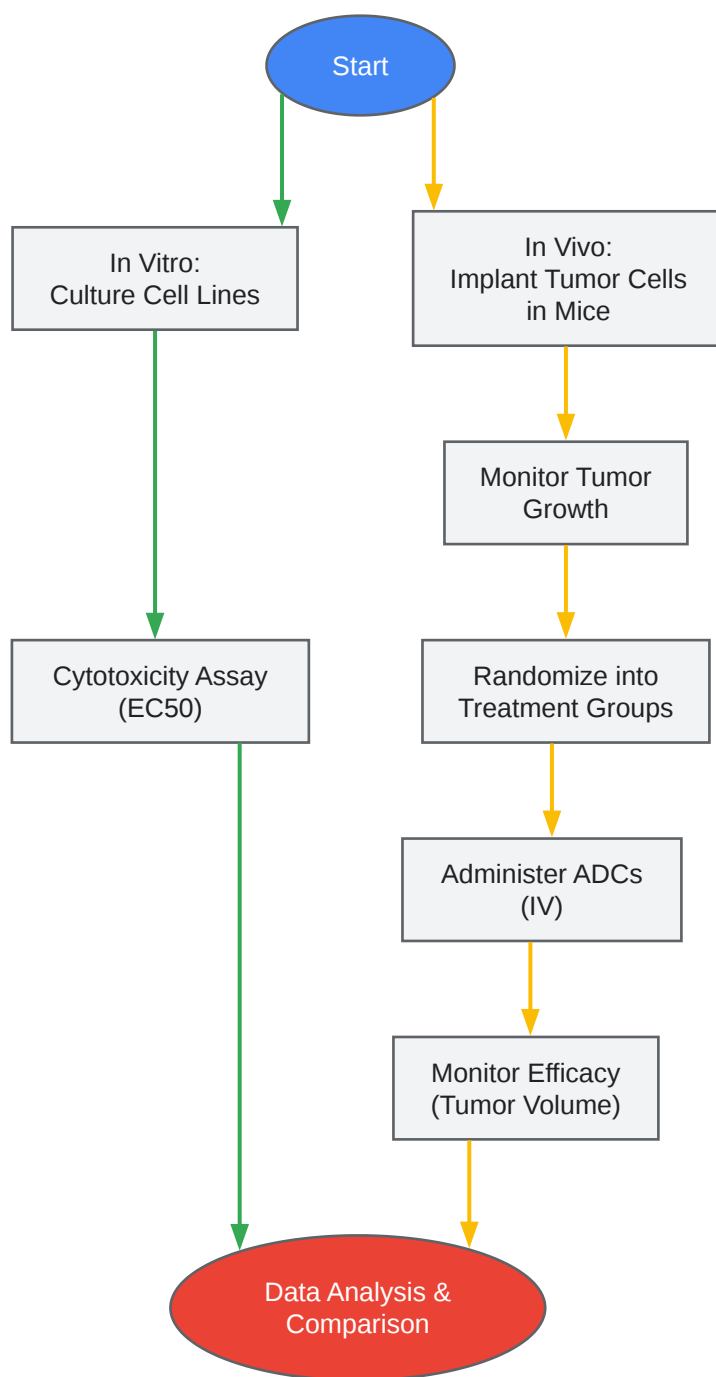 Start
In Vitro:
Culture Cell Lines
In Vivo:
Implant Tumor Cells
in Mice
Monitor Tumor
Growth
Cytotoxicity Assay
(EC50)
Randomize into
Treatment Groups
Administer ADCs
(IV)
Monitor Efficacy
(Tumor Volume)
Data Analysis &
Comparison